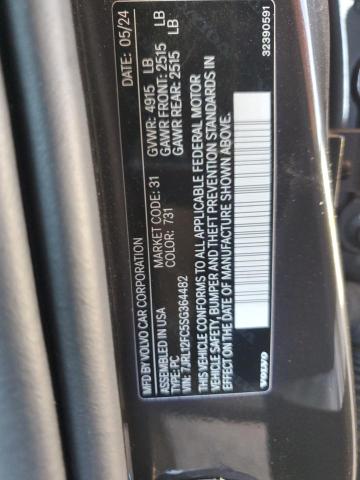 MFD BY VOLVO CAR CORPORATION DATE: 05/24
ASSEMBLED IN USA GVWR: 4915 LB
TYPE: PC MARKET CODE: 31 GAWR FRONT: 2515 LB
VIN: 7JRL12FC5SG364482 COLOR: 731 GAWR REAR: 2515 LB
THIS VEHICLE CONFORMS TO ALL APPLICABLE FEDERAL MOTOR
VEHICLE SAFETY, BUMPER AND THEFT PREVENTION STANDARDS IN
EFFECT ON THE DATE OF MANUFACTURE SHOWN ABOVE.
VOLVO 32390591